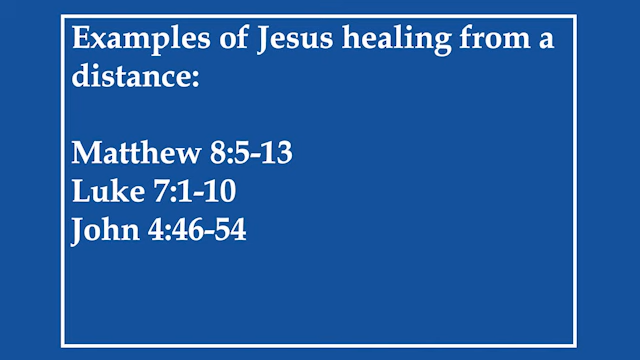 Examples of Jesus healing from a
distance:
Matthew 8:5-13
Luke 7:1-10
John 4:46-54